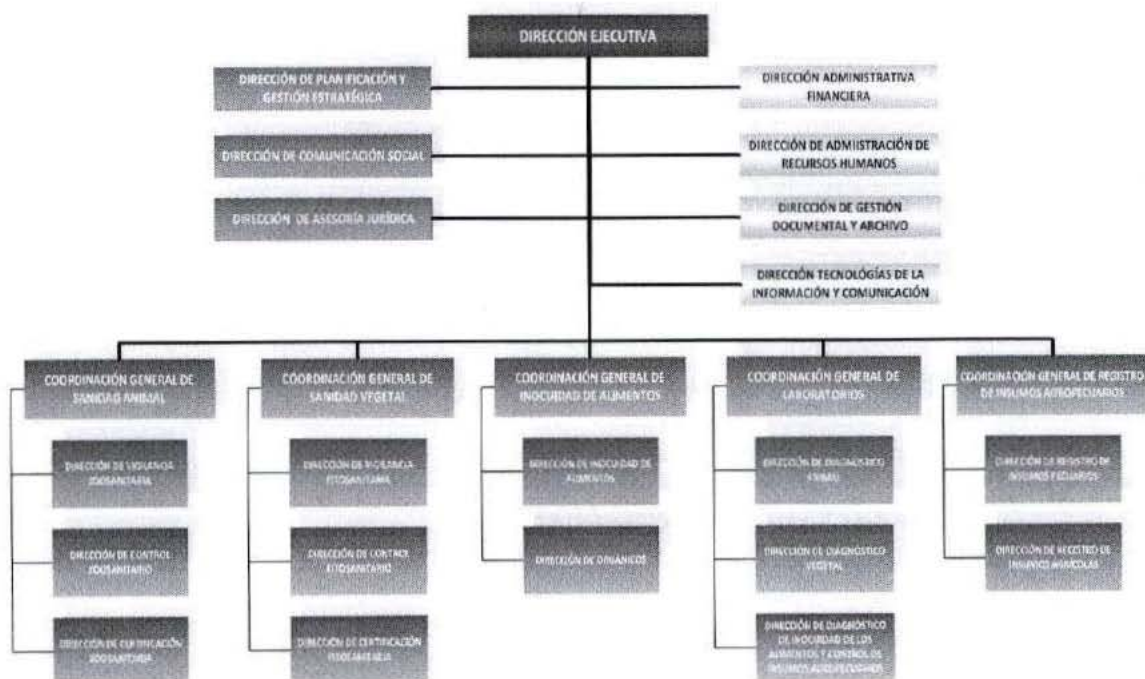 DIRECCIÓN EJECUTIVA
DIRECCIÓN DE PLANIFICACIÓN Y
GESTIÓN ESTRATÉGICA
DIRECCIÓN ADMINISTRATIVA
FINANCIERA
DIRECCIÓN DE COMUNICACIÓN SOCIAL
DIRECCIÓN DE ADMIISTRACIÓN DE
RECURSOS HUMANOS
DIRECCIÓN DE ASESORÍA JURÍDICA
DIRECCIÓN DE GESTIÓN
DOCUMENTAL Y ARCHIVO
DIRECCIÓN TECNOLÓGÍAS DE LA
INFORMACIÓN Y COMUNICACIÓN
COORDINACIÓN GENERAL DE
SANIDAD ANIMAL
DIRECCIÓN DE VIGILANCIA
ZOOSANITARIA
DIRECCIÓN DE CONTROL
ZOOSANITARIO
DIRECCIÓN DE CERTIFICACIÓN
ZOOSANITARIA
COORDINACIÓN GENERAL DE
SANIDAD VEGETAL
DIRECCIÓN DE VIGILANCIA
FITOSANITARIA
DIRECCIÓN DE CONTROL
FITOSANITARIO
DIRECCIÓN DE CERTIFICACIÓN
FITOSANITARIA
COORDINACIÓN GENERAL DE
INOCUIDAD DE ALIMENTOS
DIRECCIÓN DE INOCUIDAD DE
ALIMENTOS
DIRECCIÓN DE ORGÁNICOS
COORDINACIÓN GENERAL DE
LABORATORIOS
DIRECCIÓN DE DIAGNÓSTICO
ANIMAL
DIRECCIÓN DE DIAGNÓSTICO
VEGETAL
DIRECCIÓN DE DIAGNÓSTICO
DE INOCUIDAD DE LOS
ALIMENTOS Y CONTROL DE
INSUMOS AGROPECUARIOS
COORDINACIÓN GENERAL DE REGISTRO
DE INSUMOS AGROPECUARIOS
DIRECCIÓN DE REGISTRO DE
INSUMOS PECUARIOS
DIRECCIÓN DE REGISTRO DE
INSUMOS AGRÍCOLAS